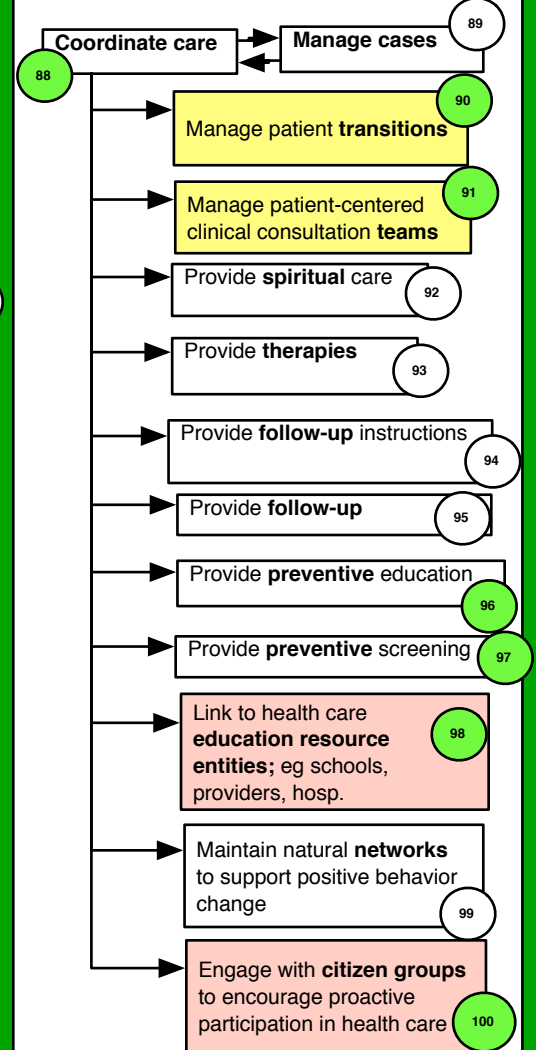 89
Coordinate care
Manage cases
88
90
Manage patient transitions
91
Manage patient-centered
clinical consultation teams
Provide spiritual care
92
Provide therapies
93
Provide follow-up instructions
94
Provide follow-up
95
Provide preventive education
96
Provide preventive screening
97
Link to health care
education resource
entities; eg schools,
providers, hosp.
98
Maintain natural networks
to support positive behavior
change
99
Engage with citizen groups
to encourage proactive
participation in health care
100